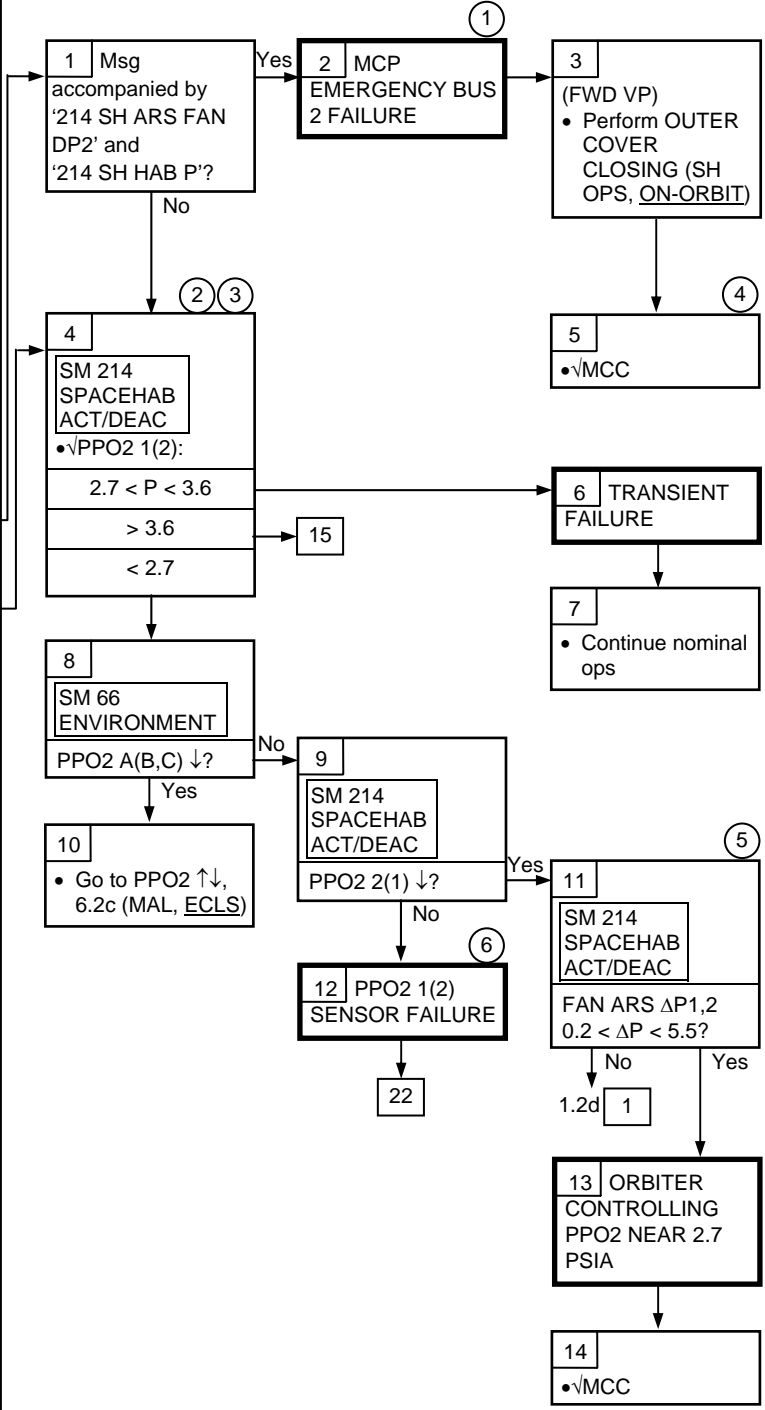 1
1 Msg
accompanied by
‘214 SH ARS FAN
DP2’ and
‘214 SH HAB P’?
Yes
No
2 MCP
EMERGENCY BUS
2 FAILURE
3
(FWD VP)
• Perform OUTER
COVER
CLOSING (SH
OPS, ON-ORBIT)
2 3
4
SM 214
SPACEHAB
ACT/DEAC
•√PPO2 1(2):
2.7 < P < 3.6
> 3.6
< 2.7
15
4
5
•√MCC
6 TRANSIENT
FAILURE
7
• Continue nominal
ops
8
SM 66
ENVIRONMENT
PPO2 A(B,C) ↓?
No
Yes
9
SM 214
SPACEHAB
ACT/DEAC
PPO2 2(1) ↓?
Yes
No
10
• Go to PPO2 ↑↓,
6.2c (MAL, ECLS)
5
11
SM 214
SPACEHAB
ACT/DEAC
FAN ARS ΔP1,2
0.2 < ΔP < 5.5?
No
Yes
1.2d 1
6
12 PPO2 1(2)
SENSOR FAILURE
22
13 ORBITER
CONTROLLING
PPO2 NEAR 2.7
PSIA
14
•√MCC